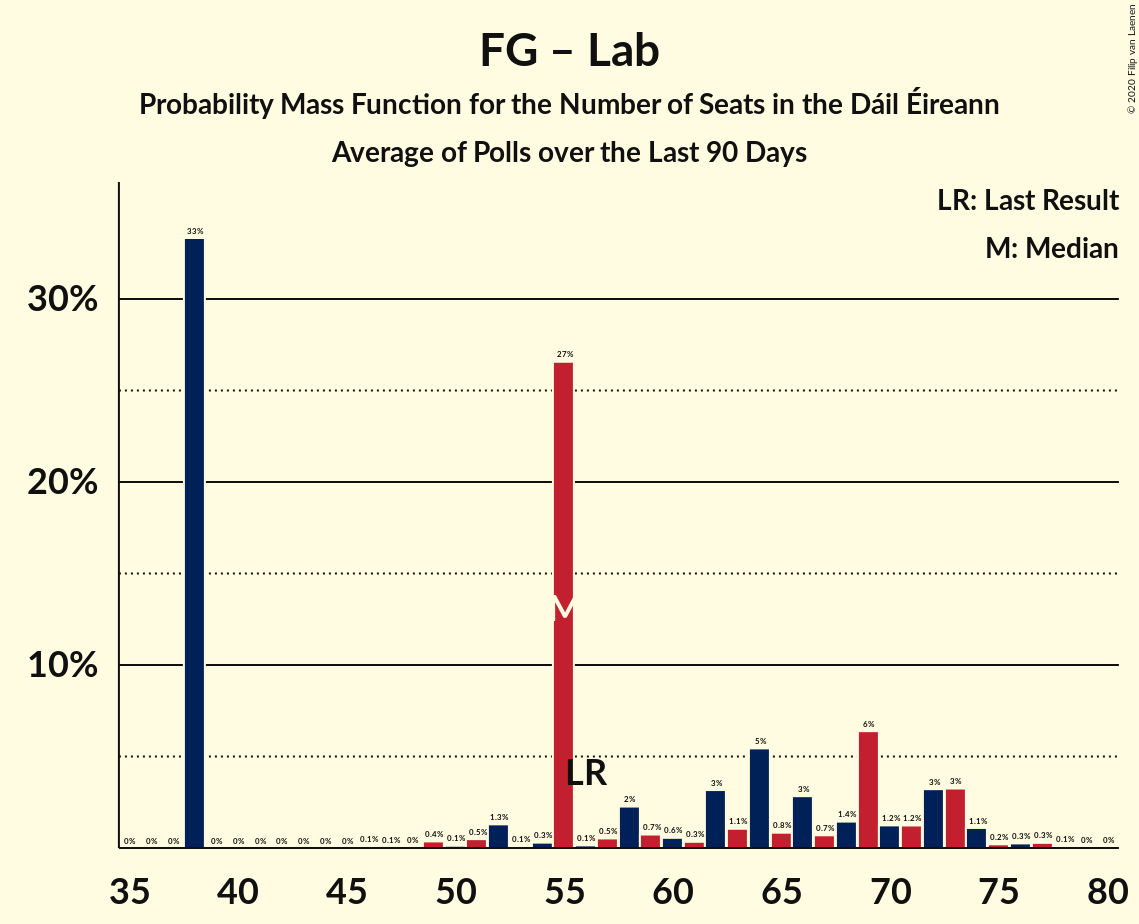 FG – Lab
Probability Mass Function for the Number of Seats in the Dáil Éireann
Average of Polls over the Last 90 Days
© 2020 Filip van Laenen
LR: Last Result
M: Median
30%
20%
10%
0% 0% 0% 33% 0% 0% 0% 0% 0% 0% 0% 0.1% 0.1% 0% 0.4% 0.1% 0.5% 1.3% 0.1% 0.3% 27% 0.1% 0.5% 2% 0.7% 0.6% 0.3% 3% 1.1% 5% 0.8% 3% 0.7% 1.4% 6% 1.2% 1.2% 3% 3% 1.1% 0.2% 0.3% 0.3% 0.1% 0% 0%
M
LR
35 40 45 50 55 60 65 70 75 80